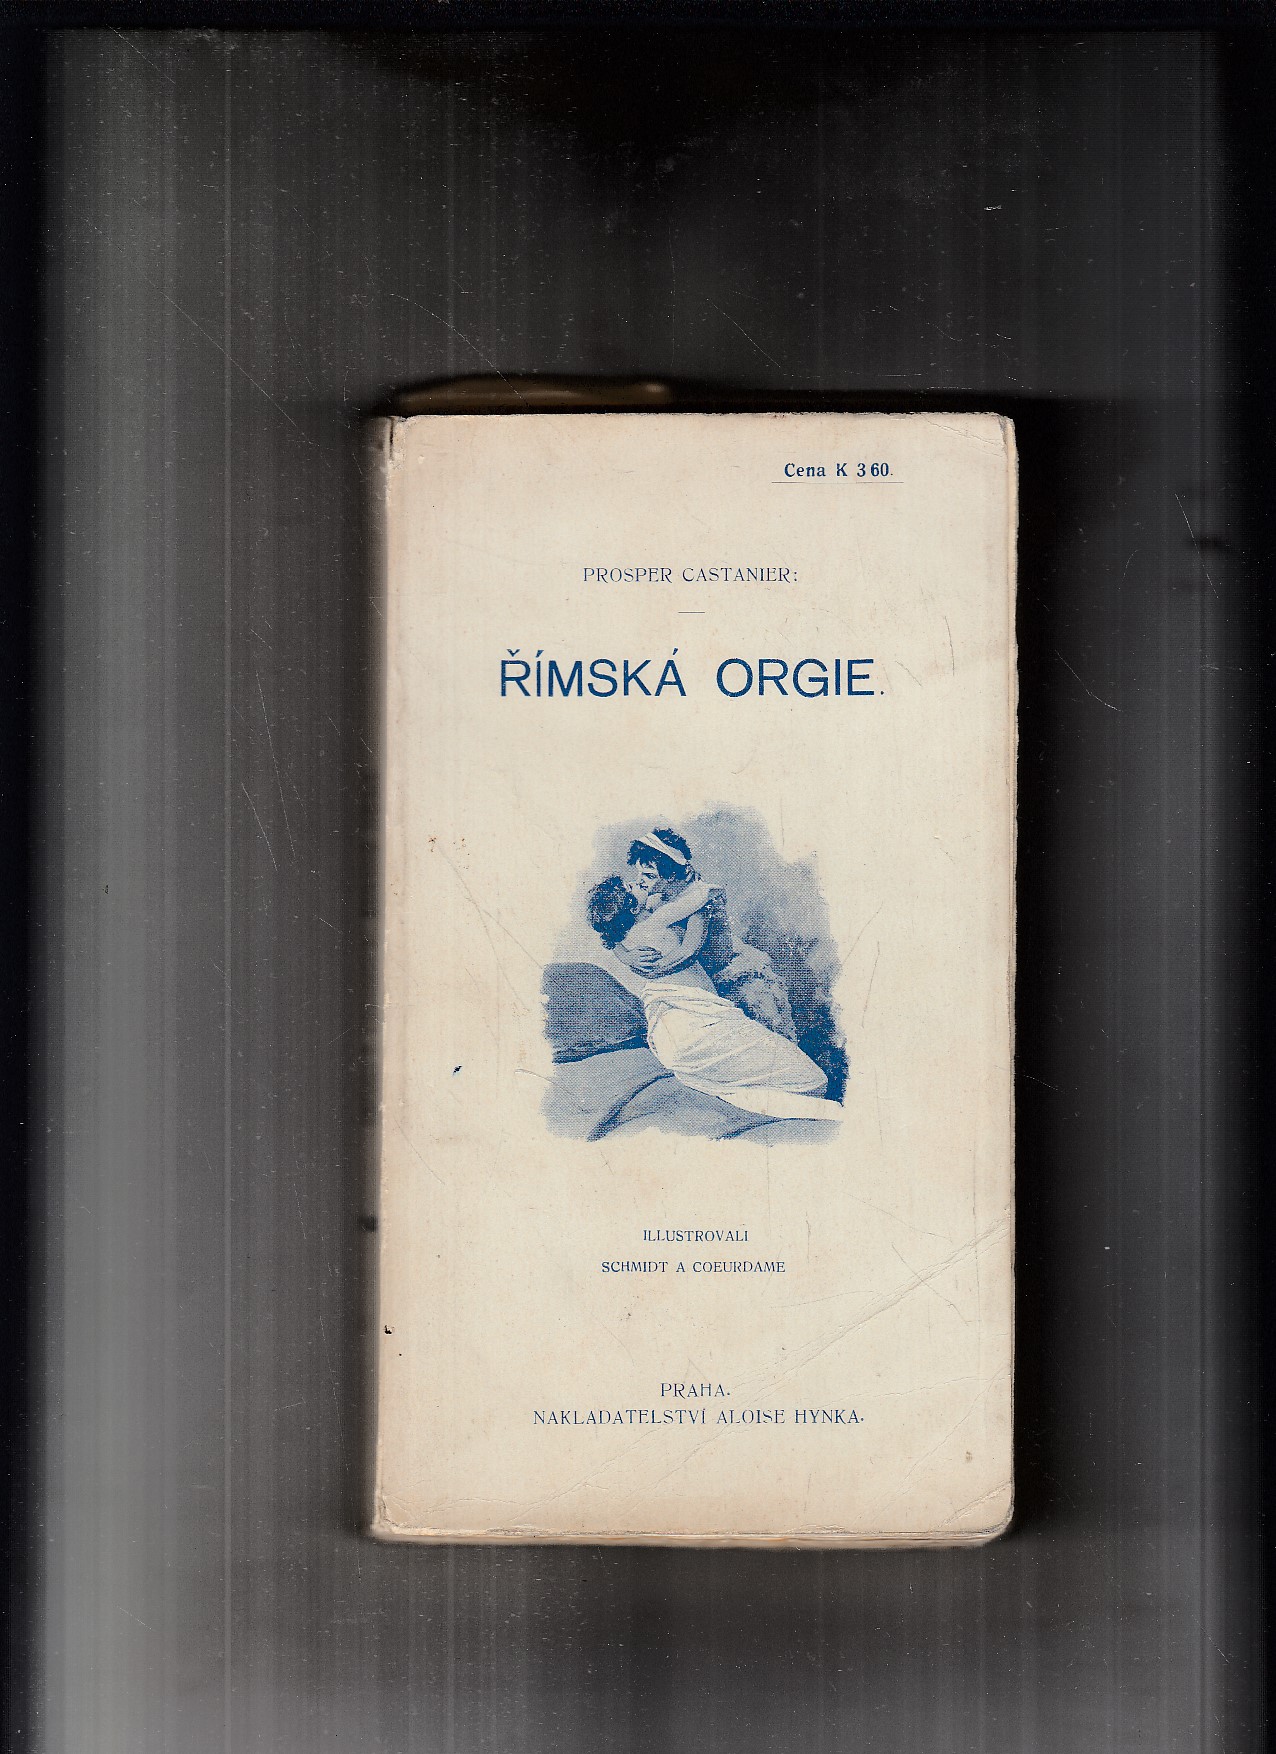 Cena K 3 60.
PROSPER CASTANIER:
ŘÍMSKÁ ORGIE.
ILLUSTROVALI
SCHMIDT A COEURDAME
PRAHA.
NAKLADATELSTVÍ ALOISE HYNKA.